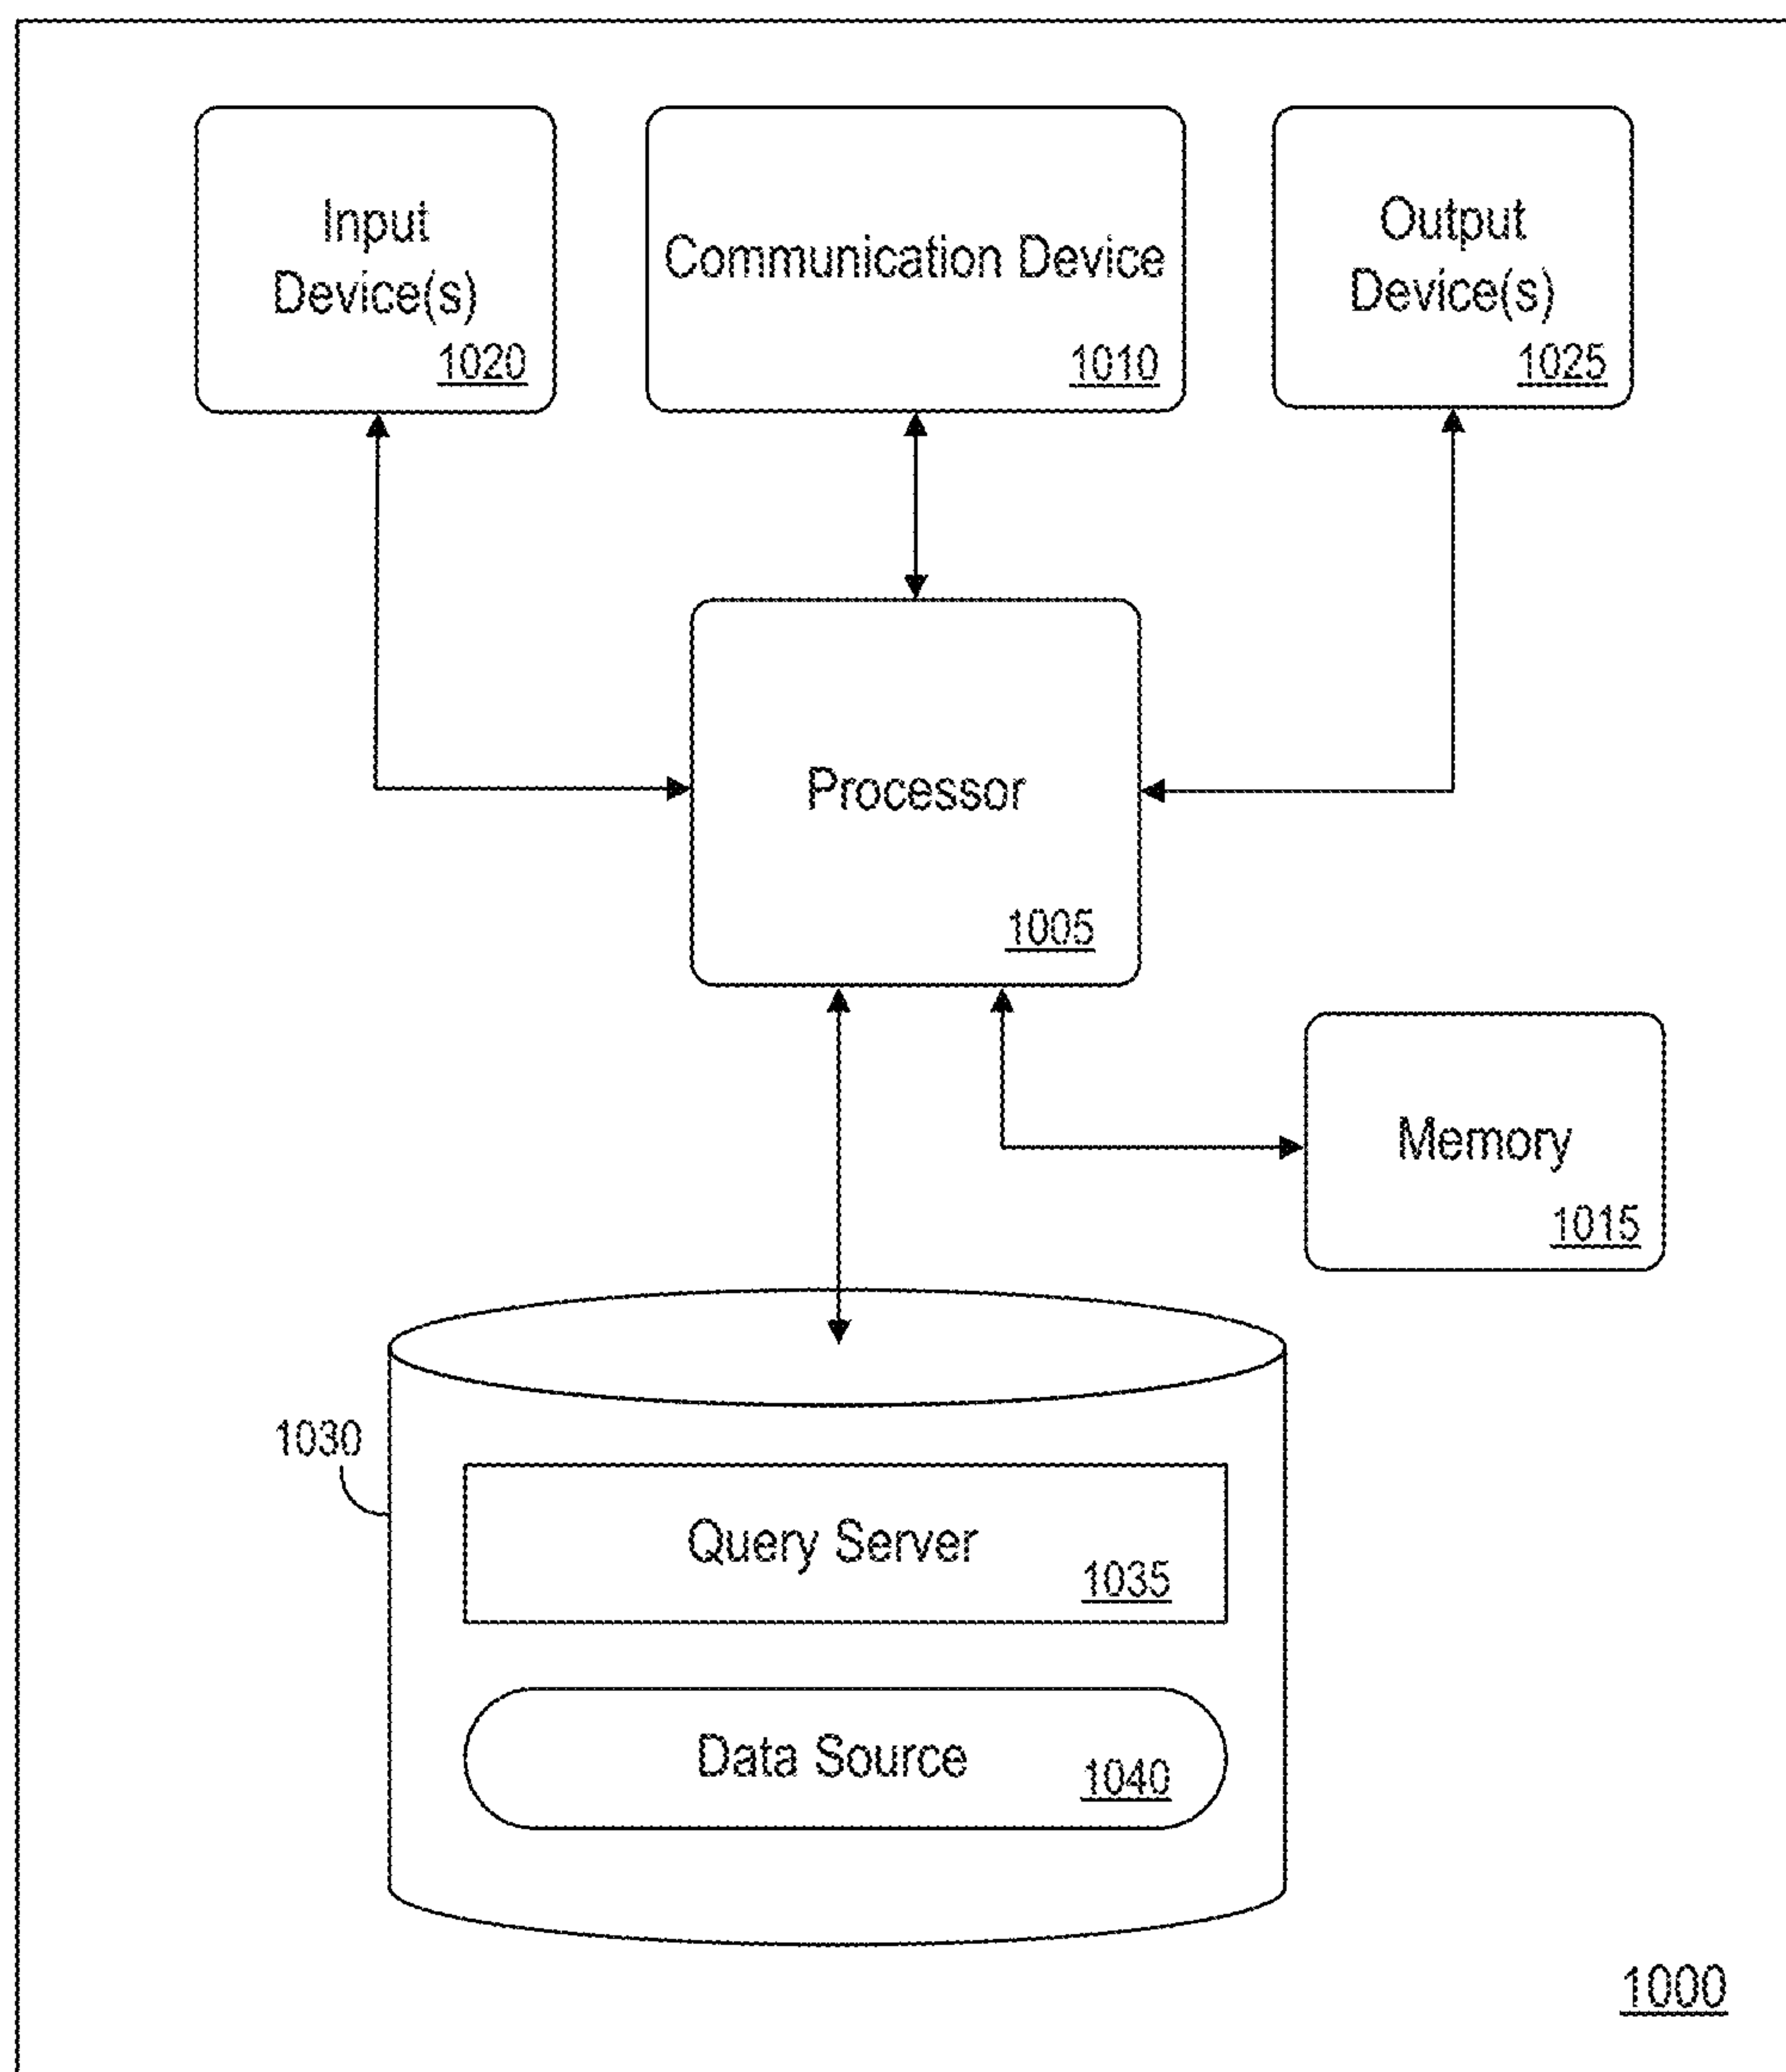 Input
Device(s)
1020
Communication Device
1010
Output
Device(s)
1025
Processor
1005
Memory
1015
1030
Query Server
1035
Data Source
1040
1000